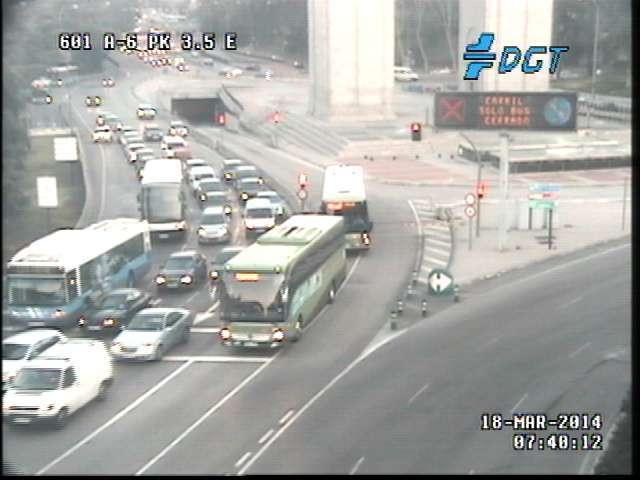 601 A-6 PK 3.5 E
DGT
CARRIL
SOLO BUS
CERRADO
18-MAR-2014
07:40:12